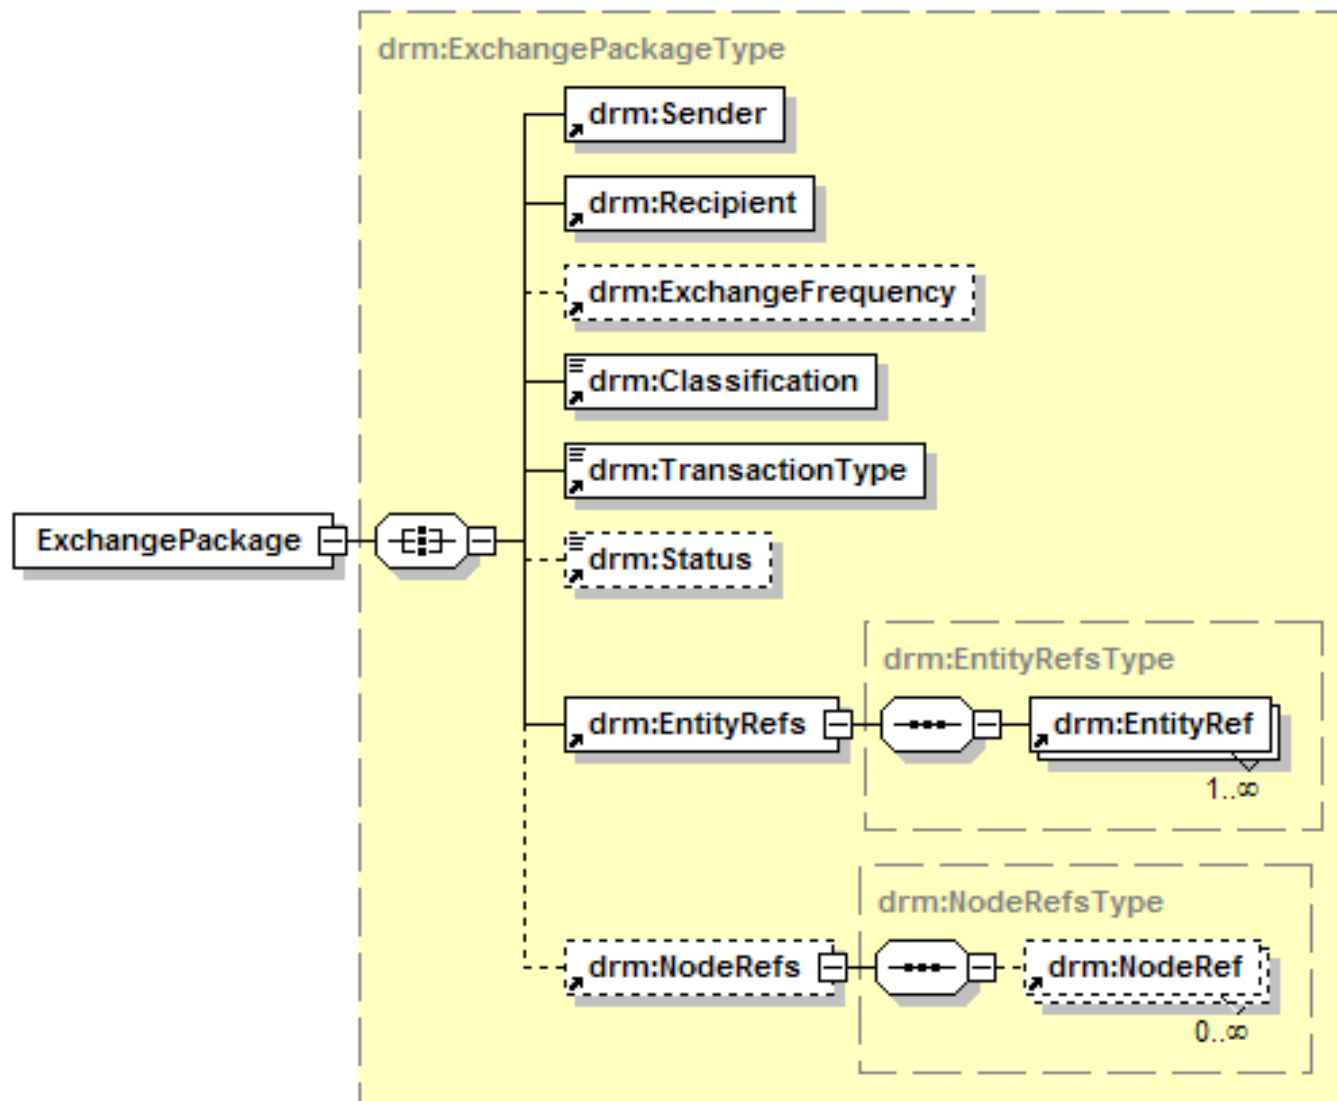 drm:ExchangePackageType
drm:Sender
drm:Recipient
drm:ExchangeFrequency
drm:Classification
drm:TransactionType
ExchangePackage
drm:Status
drm:EntityRefsType
drm:EntityRefs
drm:EntityRef
1..∞
drm:NodeRefsType
drm:NodeRefs
drm:NodeRef
0..∞